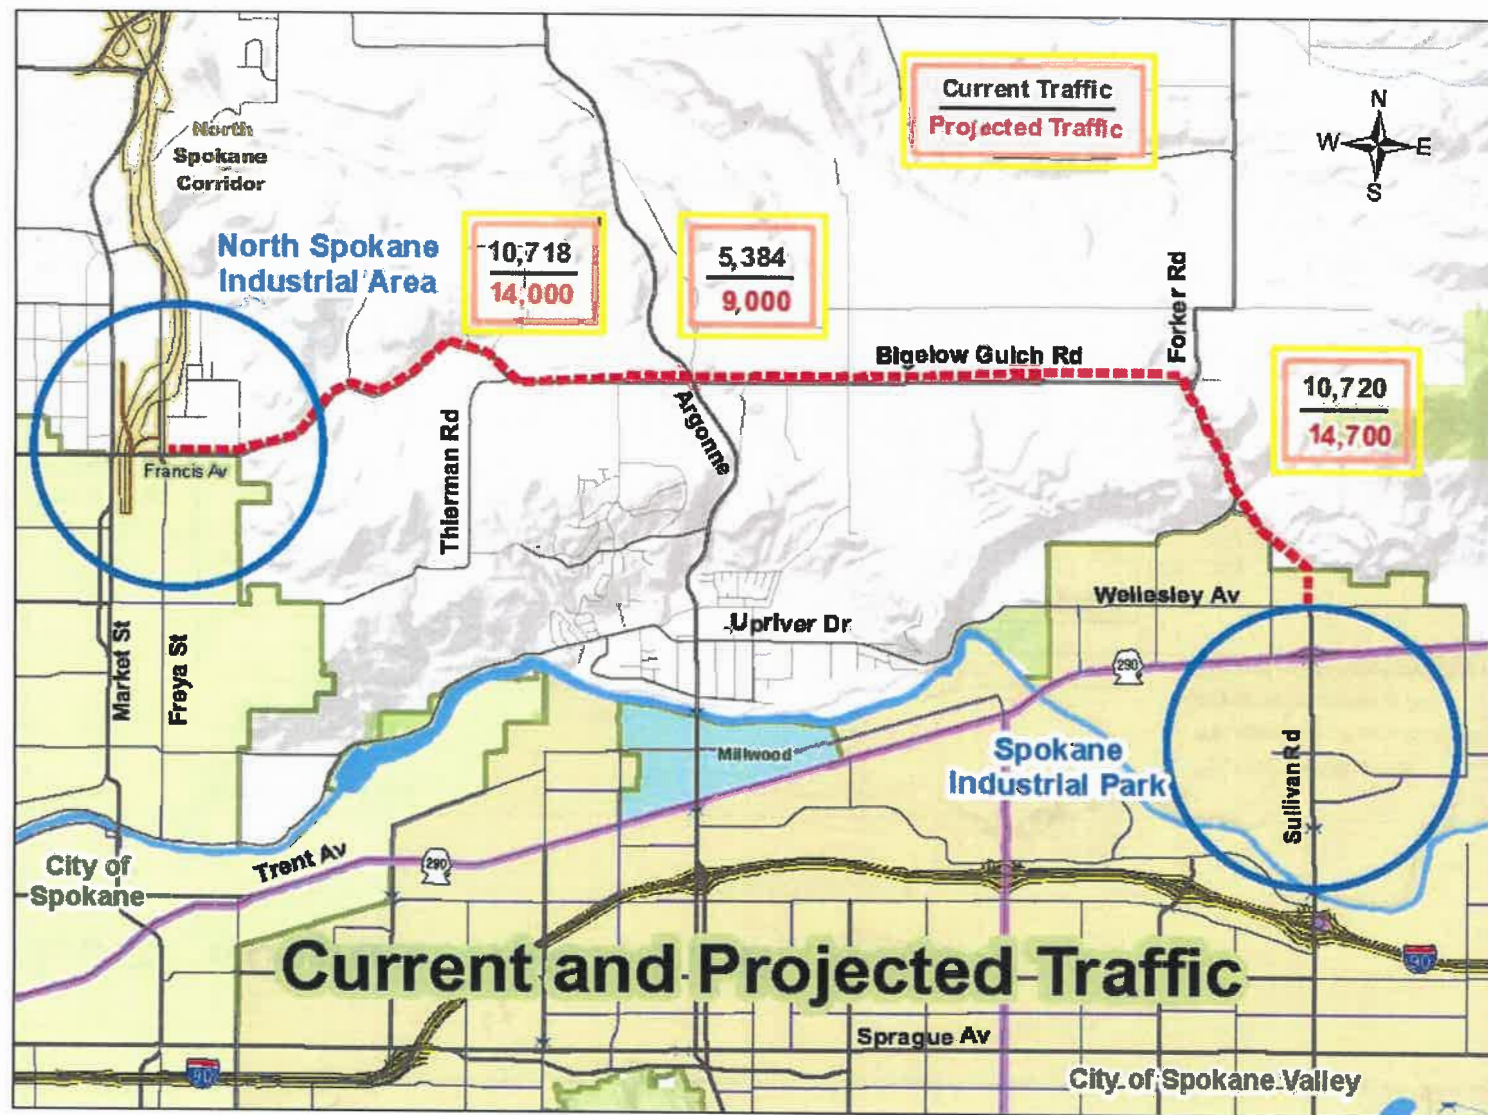 Current Traffic
Projected Traffic
N
W
E
S
North
Spokane
Corridor
North Spokane
Industrial Area
10,718
14,000
5,384
9,000
Forker Rd
Bigelow Gulch Rd
10,720
14,700
Argonne
Thierman Rd
Francis Av
Wellesley Av
Upriver Dr
Market St
Freya St
290
Millwood
Spokane
Industrial Park
Sullivan Rd
City of
Spokane
Trent Av
290
Current and Projected Traffic
90
Sprague Av
90
City of Spokane Valley